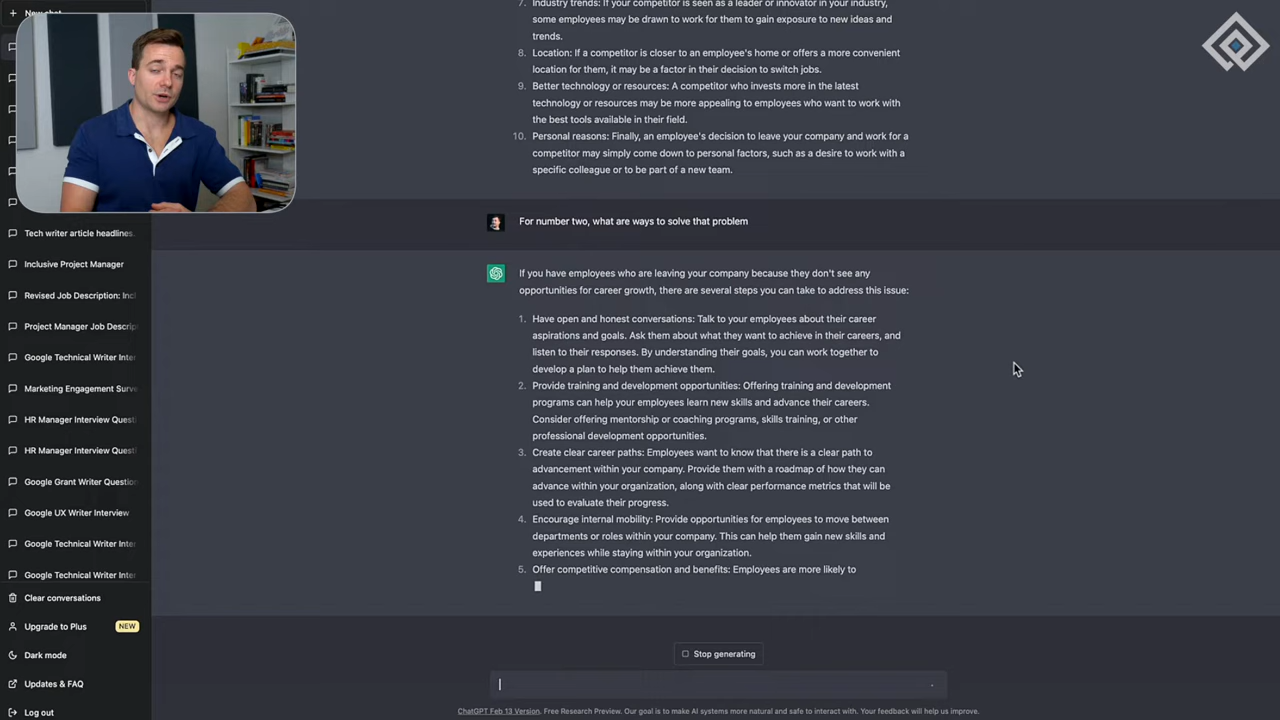 New chat
Tech writer article headlines.
Inclusive Project Manager
Revised Job Description: Incl
Project Manager Job Descrip
Google Technical Writer Inte
Marketing Engagement Surve
HR Manager Interview Questi
HR Manager Interview Questi
Google Grant Writer Question
Google UX Writer Interview
Google Technical Writer Inte
Google Technical Writer Inte
Clear conversations
Upgrade to Plus NEW
Dark mode
Updates & FAQ
Log out
7. Industry trends: If your competitor is seen as a leader or innovator in your industry,
some employees may be drawn to work for them to gain exposure to new ideas and
trends.
8. Location: If a competitor is closer to an employee's home or offers a more convenient
location for them, it may be a factor in their decision to switch jobs.
9. Better technology or resources: A competitor who invests more in the latest
technology or resources may be more appealing to employees who want to work with
the best tools available in their field.
10. Personal reasons: Finally, an employee's decision to leave your company and work for a
competitor may simply come down to personal factors, such as a desire to work with a
specific colleague or to be part of a new team.
For number two, what are ways to solve that problem
If you have employees who are leaving your company because they don't see any
opportunities for career growth, there are several steps you can take to address this issue:
1. Have open and honest conversations: Talk to your employees about their career
aspirations and goals. Ask them about what they want to achieve in their careers, and
listen to their responses. By understanding their goals, you can work together to
develop a plan to help them achieve them.
2. Provide training and development opportunities: Offering training and development
programs can help your employees learn new skills and advance their careers.
Consider offering mentorship or coaching programs, skills training, or other
professional development opportunities.
3. Create clear career paths: Employees want to know that there is a clear path to
advancement within your company. Provide them with a roadmap of how they can
advance within your organization, along with clear performance metrics that will be
used to evaluate their progress.
4. Encourage internal mobility: Provide opportunities for employees to move between
departments or roles within your company. This can help them gain new skills and
experiences while staying within your organization.
5. Offer competitive compensation and benefits: Employees are more likely to
Stop generating
ChatGPT Feb 13 Version. Free Research Preview. Our goal is to make AI systems more natural and safe to interact with. Your feedback will help us improve.